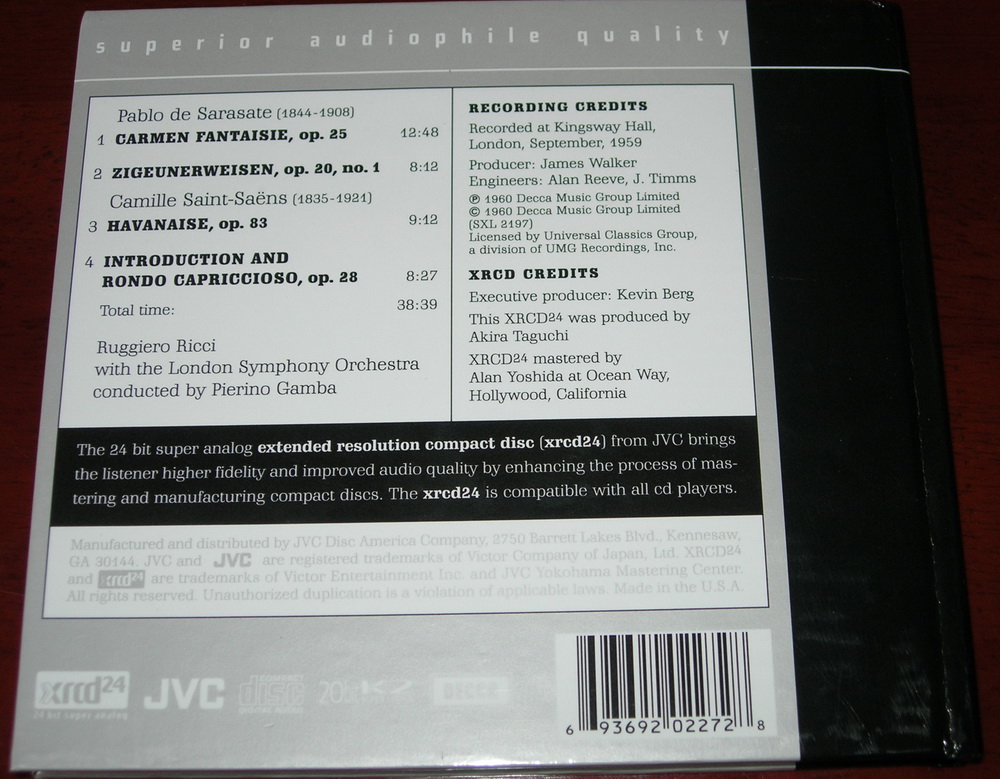 superior audiophile quality
Pablo de Sarasate (1844-1908)
1 CARMEN FANTAISIE, op. 25 12:48
2 ZIGEUNERWEISEN, op. 20, no. 1 8:12
Camille Saint-Saëns (1835-1921)
3 HAVANAISE, op. 83 9:12
4 INTRODUCTION AND
RONDO CAPRICCIOSO, op. 28 8:27
Total time: 38:39
Ruggiero Ricci
with the London Symphony Orchestra
conducted by Pierino Gamba
RECORDING CREDITS
Recorded at Kingsway Hall,
London, September, 1959
Producer: James Walker
Engineers: Alan Reeve, J. Timms
℗ 1960 Decca Music Group Limited
© 1960 Decca Music Group Limited
(SXL 2197)
Licensed by Universal Classics Group,
a division of UMG Recordings, Inc.
XRCD CREDITS
Executive producer: Kevin Berg
This XRCD24 was produced by
Akira Taguchi
XRCD24 mastered by
Alan Yoshida at Ocean Way,
Hollywood, California
The 24 bit super analog extended resolution compact disc (xrcd24) from JVC brings
the listener higher fidelity and improved audio quality by enhancing the process of mas-
tering and manufacturing compact discs. The xrcd24 is compatible with all cd players.
Manufactured and distributed by JVC Disc America Company, 2750 Barrett Lakes Blvd., Kennesaw,
GA 30144. JVC and JVC are registered trademarks of Victor Company of Japan, Ltd. XRCD24
and xrcd24 are trademarks of Victor Entertainment Inc. and JVC Yokohama Mastering Center.
All rights reserved. Unauthorized duplication is a violation of applicable laws. Made in the U.S.A.
xrcd24 JVC COMPACT disc DIGITAL AUDIO K2 DECCA
24 bit super analog
6 93692 02272 8